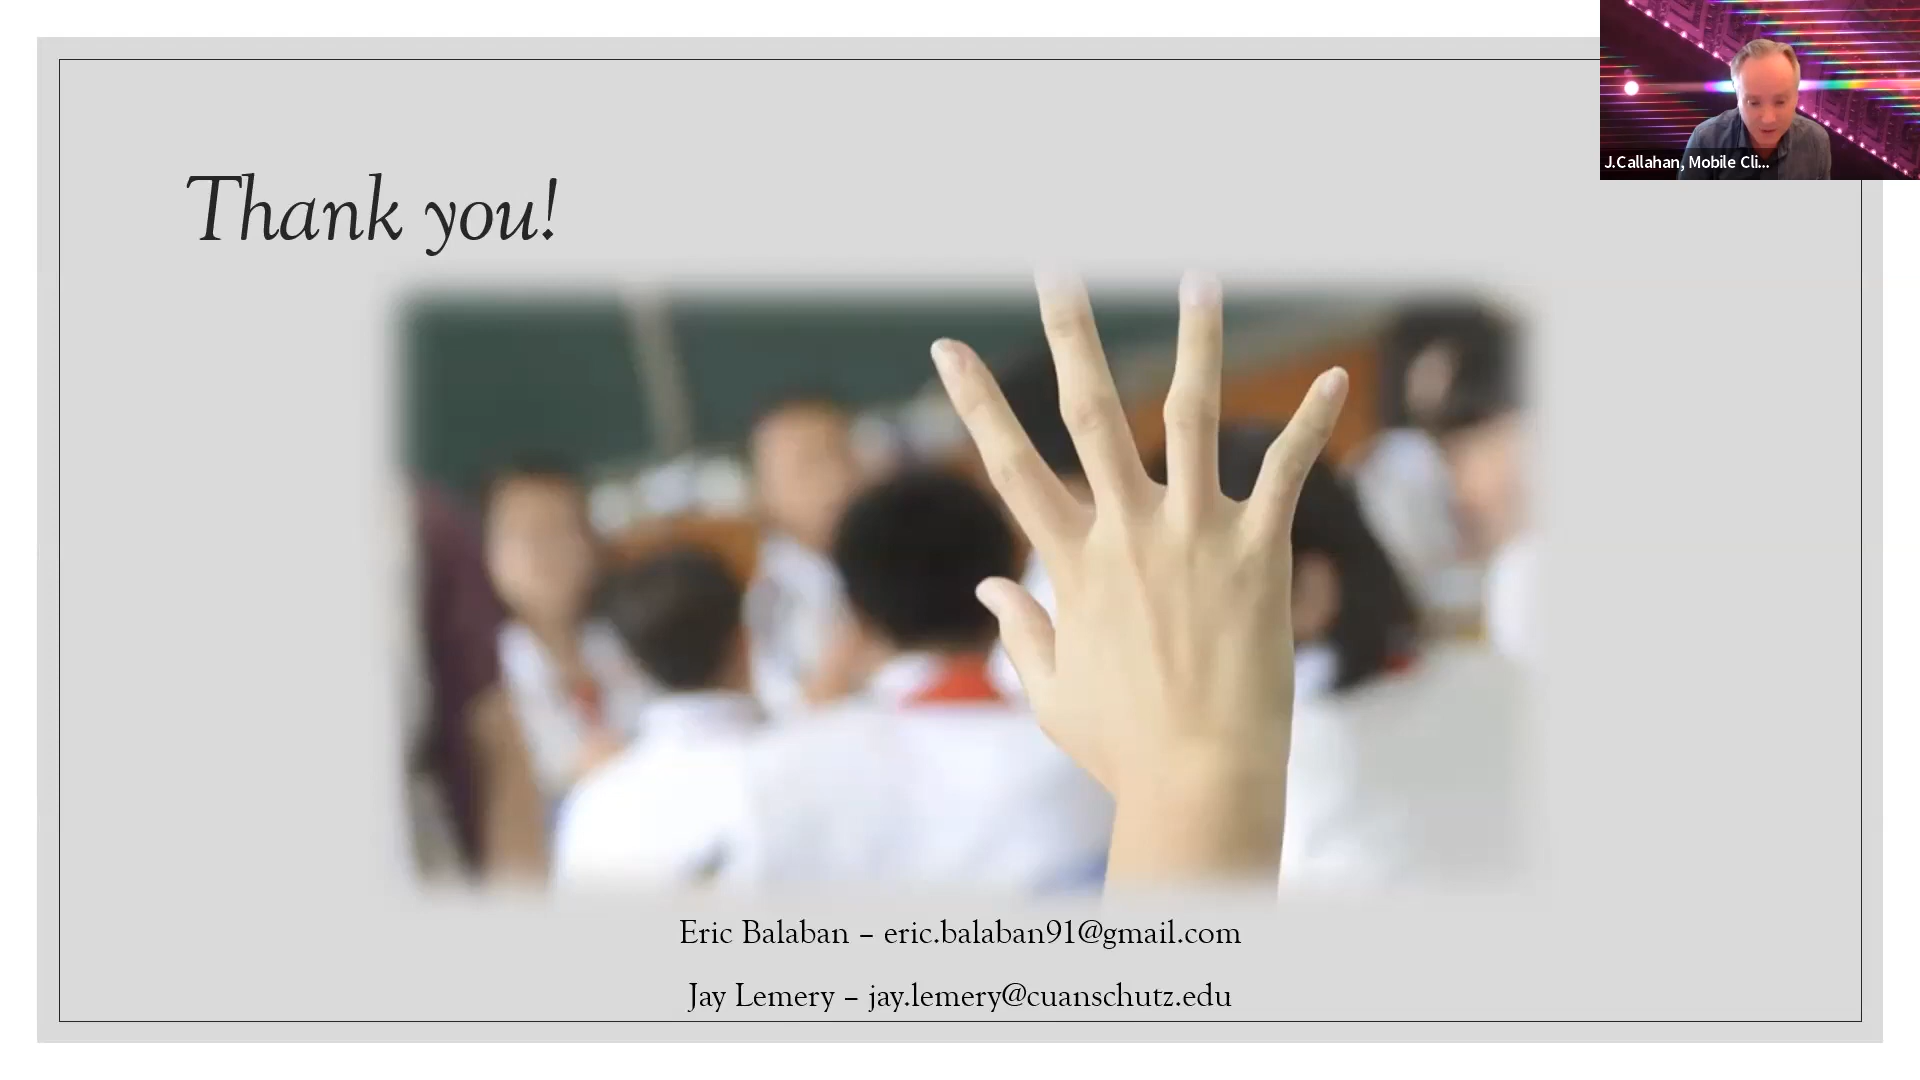 Thank you!
J.Callahan, Mobile Cli...
Eric Balaban – eric.balaban91@gmail.com
Jay Lemery – jay.lemery@cuanschutz.edu